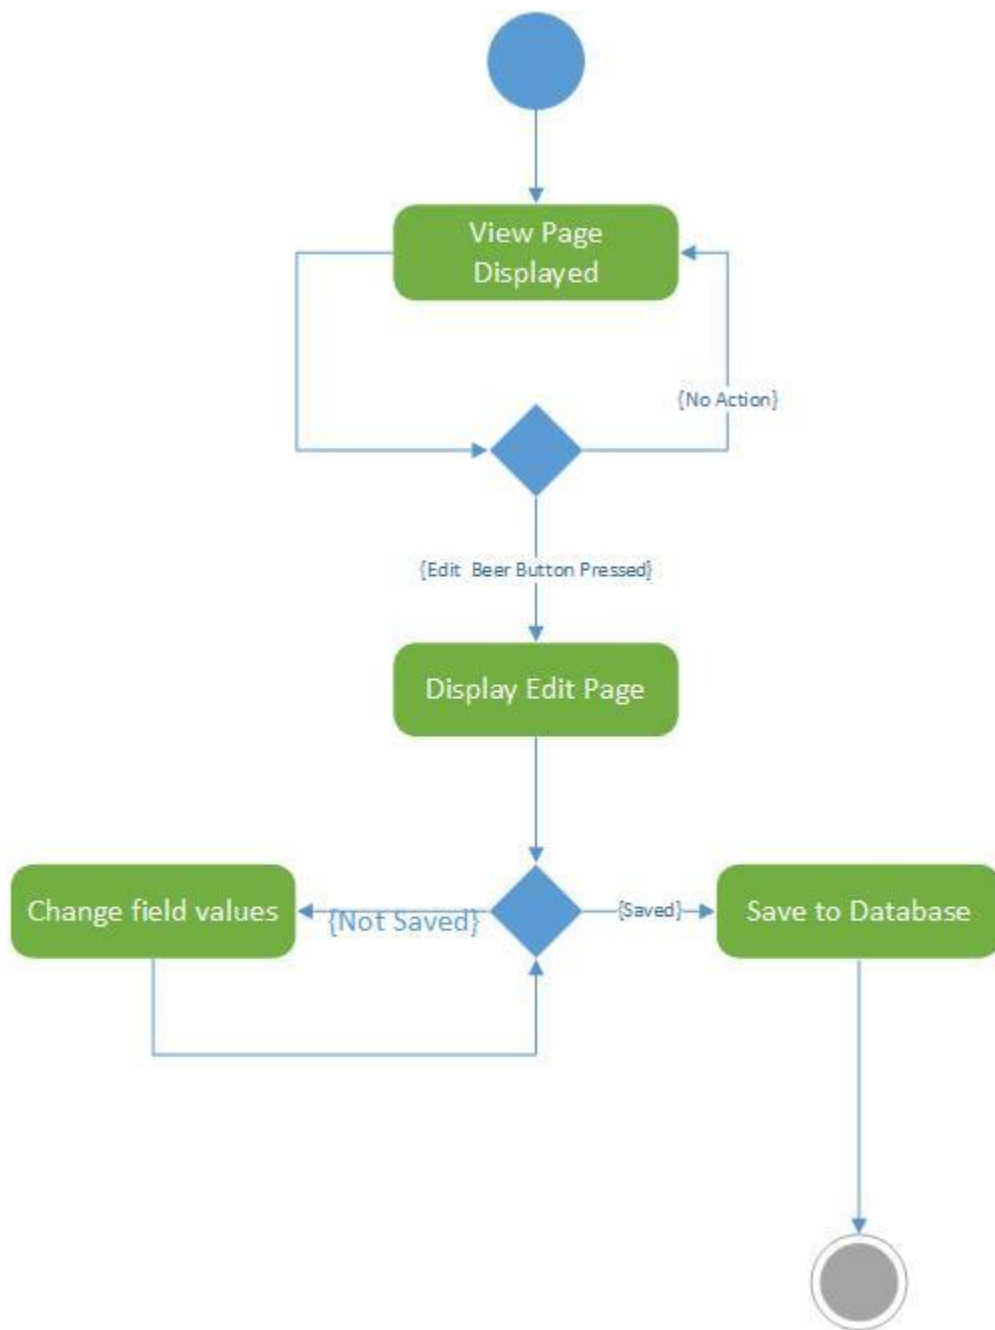 View Page
Displayed
{No Action}
{Edit  Beer Button Pressed}
Display Edit Page
Change field values
{Not Saved}
{Saved}
Save to Database